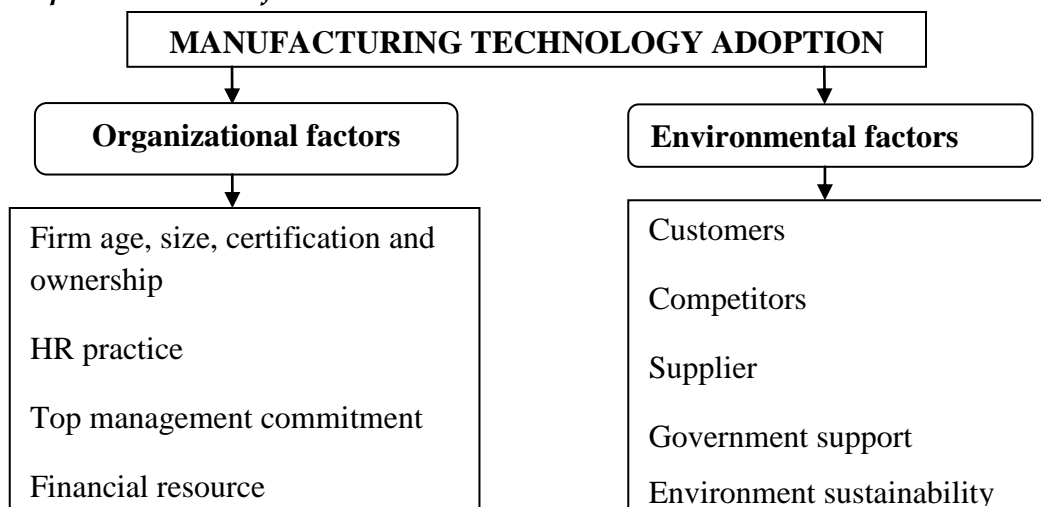 MANUFACTURING TECHNOLOGY ADOPTION
Organizational factors
Environmental factors
Firm age, size, certification and
ownership
HR practice
Top management commitment
Financial resource
Customers
Competitors
Supplier
Government support
Environment sustainability